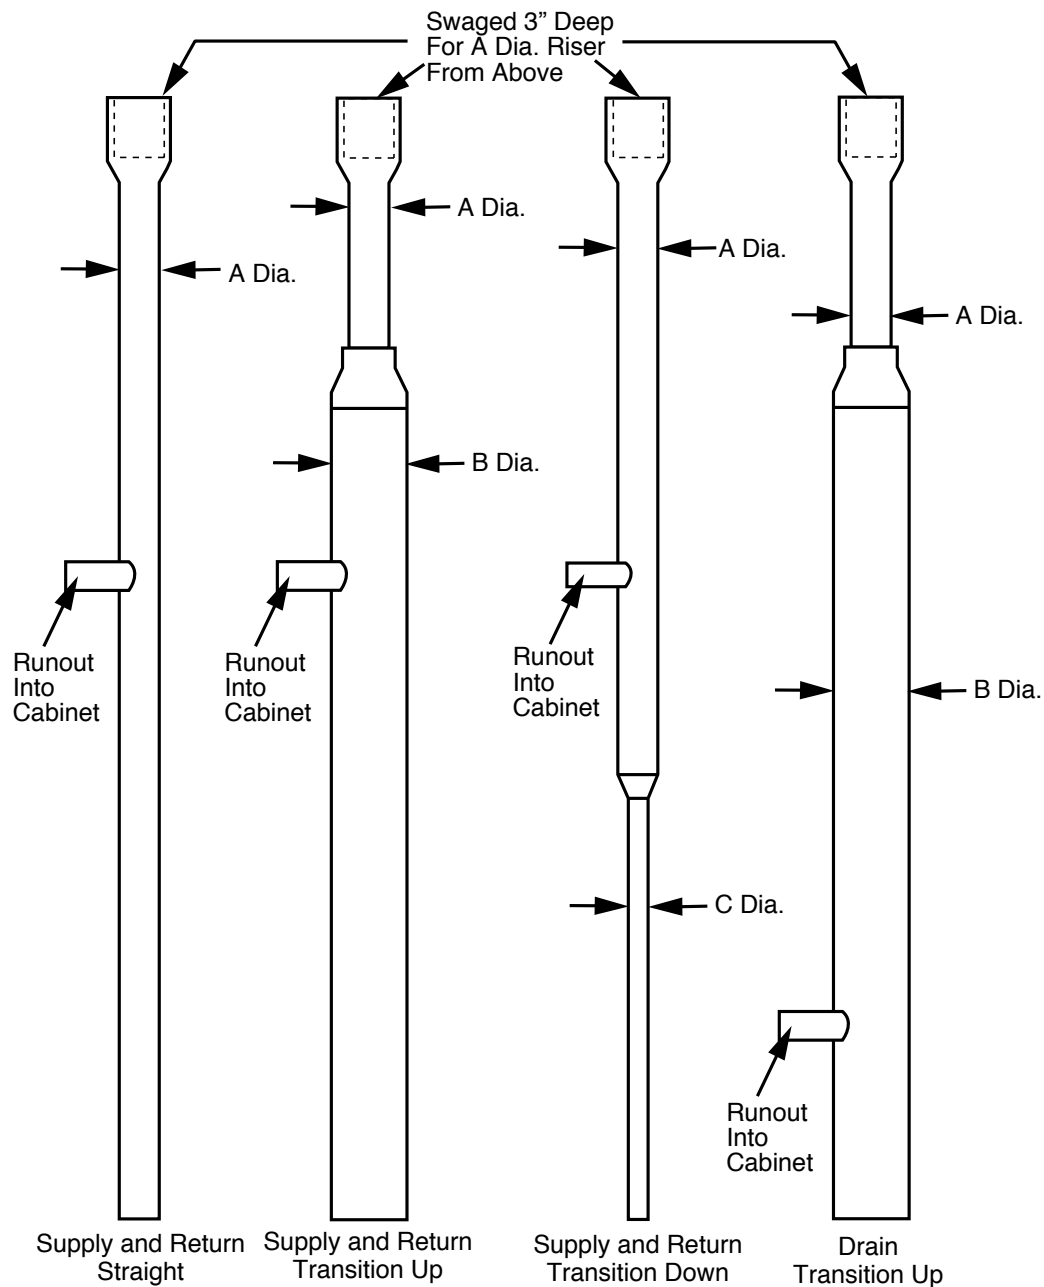 Swaged 3” Deep
For A Dia. Riser
From Above
A Dia.
A Dia.
A Dia.
A Dia.
B Dia.
B Dia.
C Dia.
Runout
Into
Cabinet
Runout
Into
Cabinet
Runout
Into
Cabinet
Runout
Into
Cabinet
Supply and Return
Straight
Supply and Return
Transition Up
Supply and Return
Transition Down
Drain
Transition Up